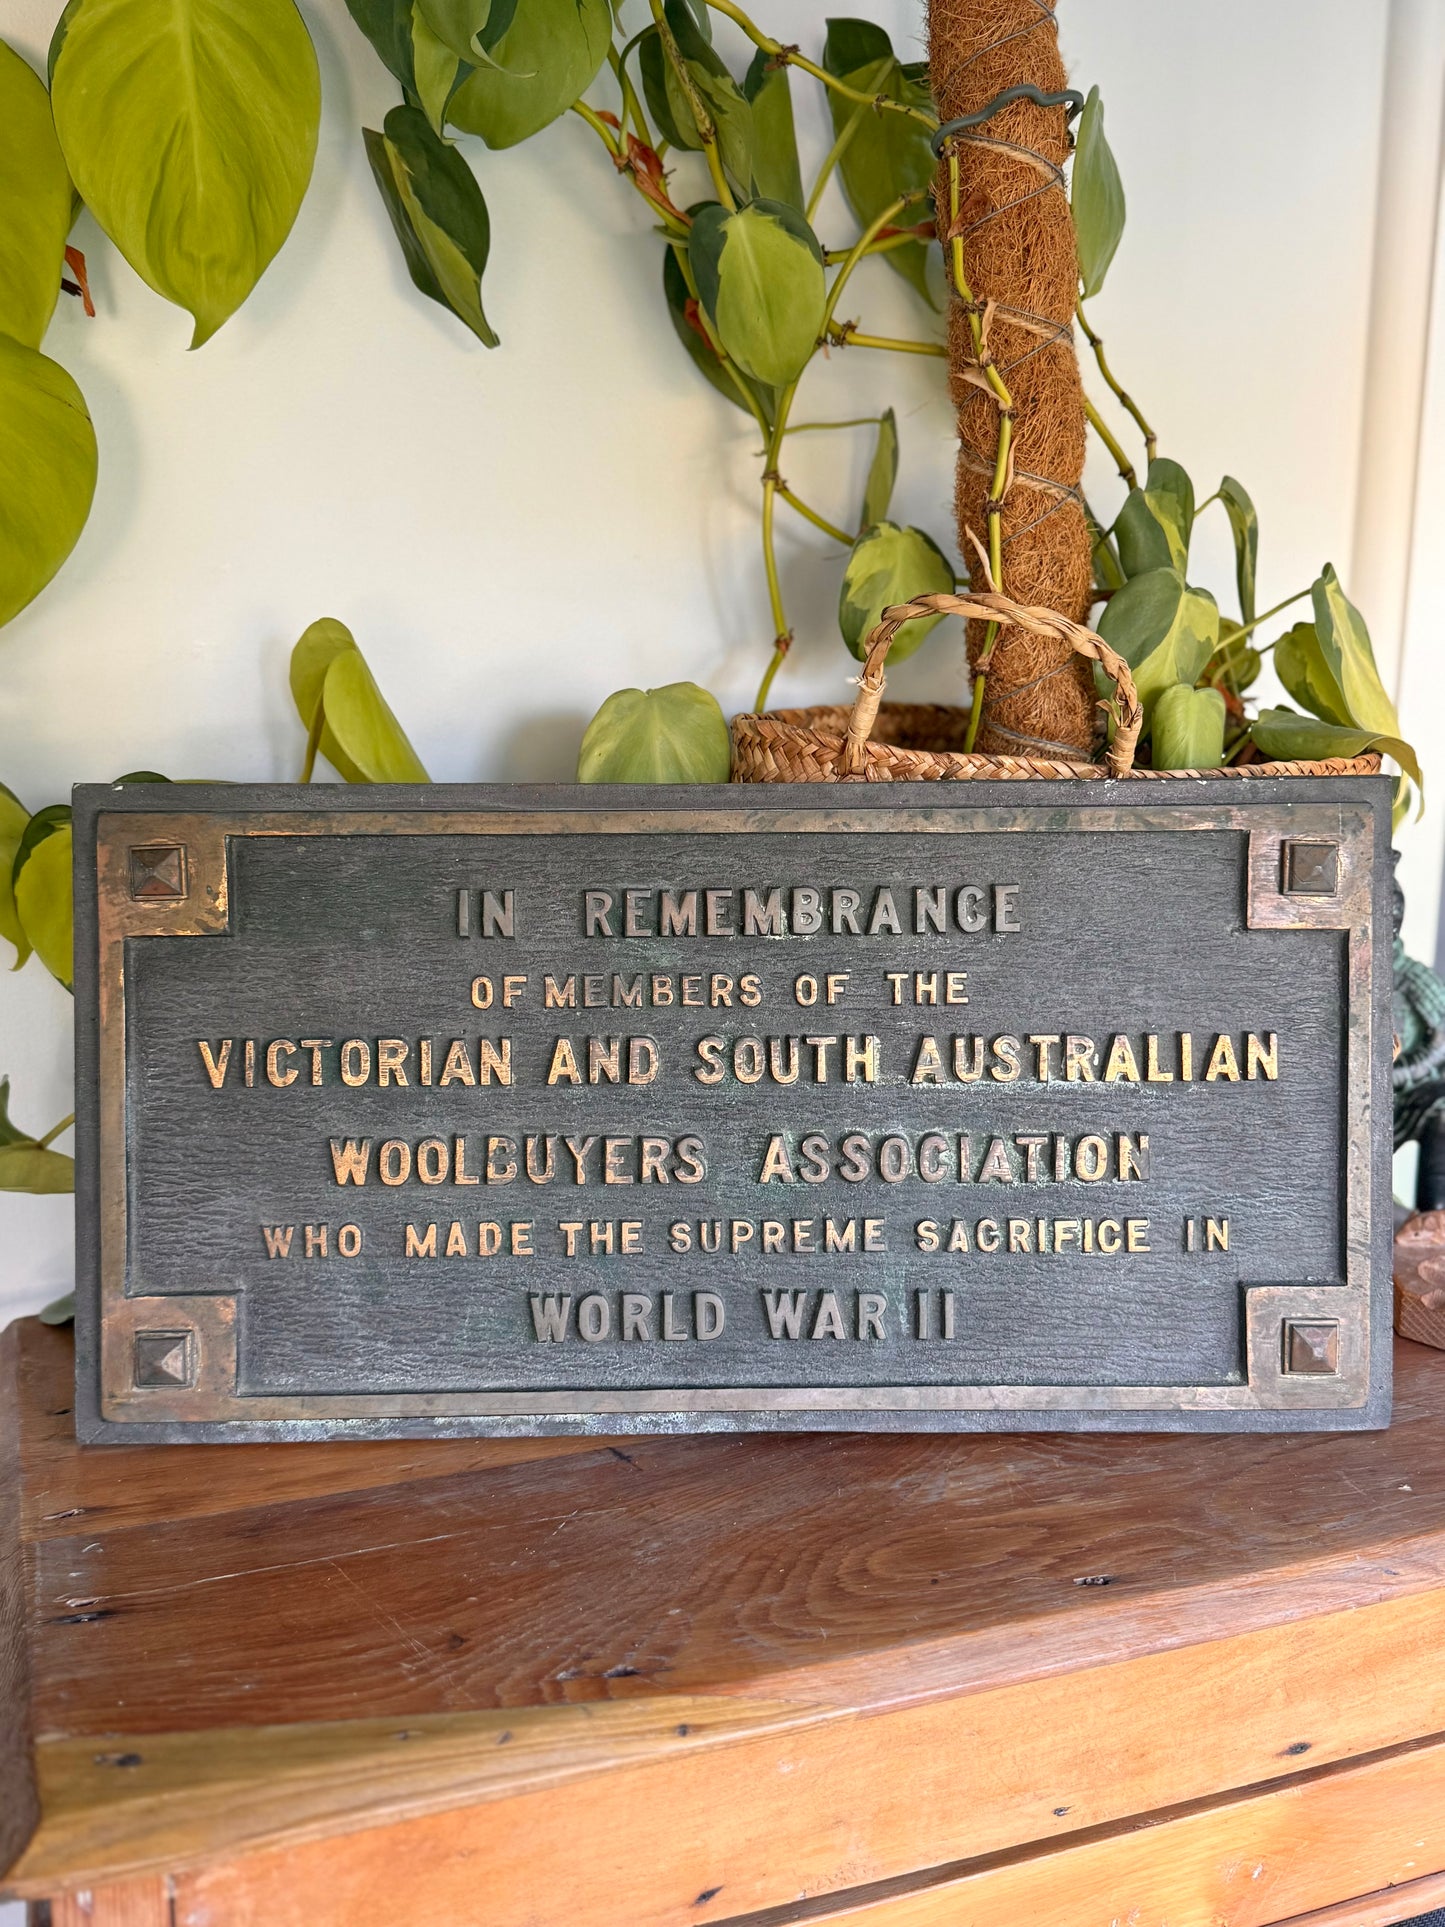 IN REMEMBRANCE
OF MEMBERS OF THE
VICTORIAN AND SOUTH AUSTRALIAN
WOOLBUYERS ASSOCIATION
WHO MADE THE SUPREME SACRIFICE IN
WORLD WAR II